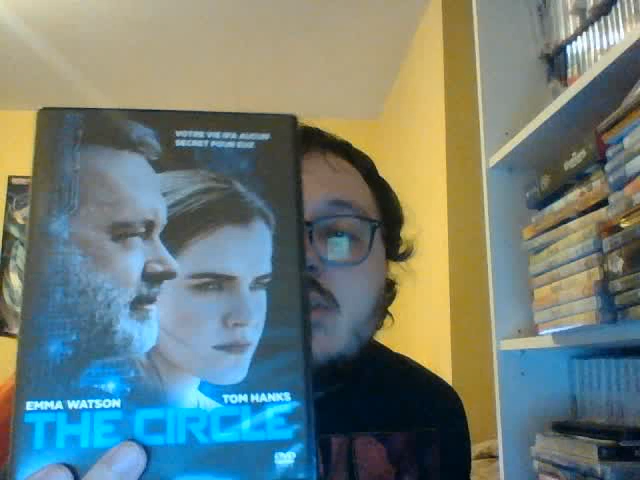 VOTRE VIE N'A AUCUN
SECRET POUR EUX
EMMA WATSON
TOM HANKS
THE CIRCLE
DVD